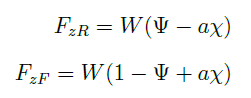 F_{zR} = W(Ψ − aχ)
F_{zF} = W(1 − Ψ + aχ)